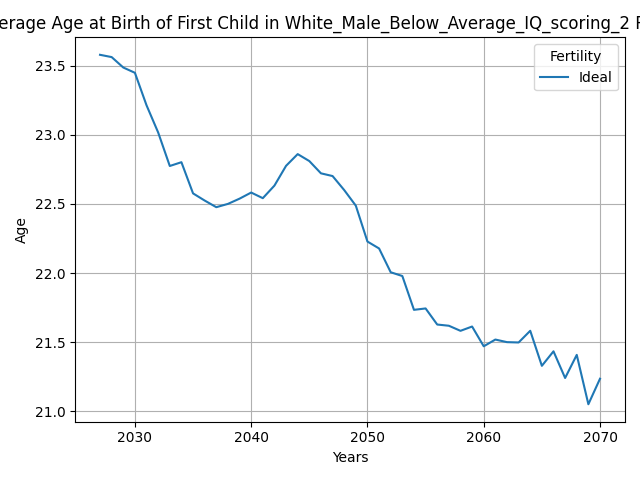 erage Age at Birth of First Child in White_Male_Below_Average_IQ_scoring_2
Fertility
Ideal
23.5
23.0
22.5
22.0
21.5
21.0
Age
2030 2040 2050 2060 2070
Years